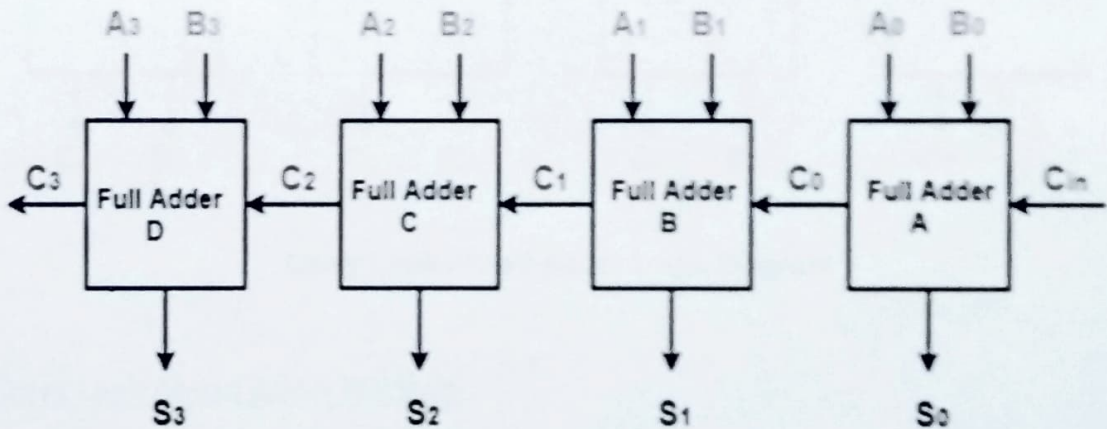 A3 B3 A2 B2 A1 B1 A0 B0
C3 Full Adder D C2 Full Adder C C1 Full Adder B C0 Full Adder A Cin
S3 S2 S1 S0